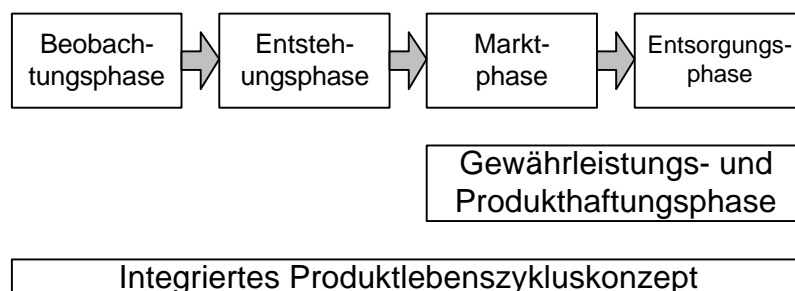 Beobach-
tungsphase
Entsteh-
ungsphase
Markt-
phase
Entsorgungs-
phase
Gewährleistungs- und
Produkthaftungsphase
Integriertes Produktlebenszykluskonzept